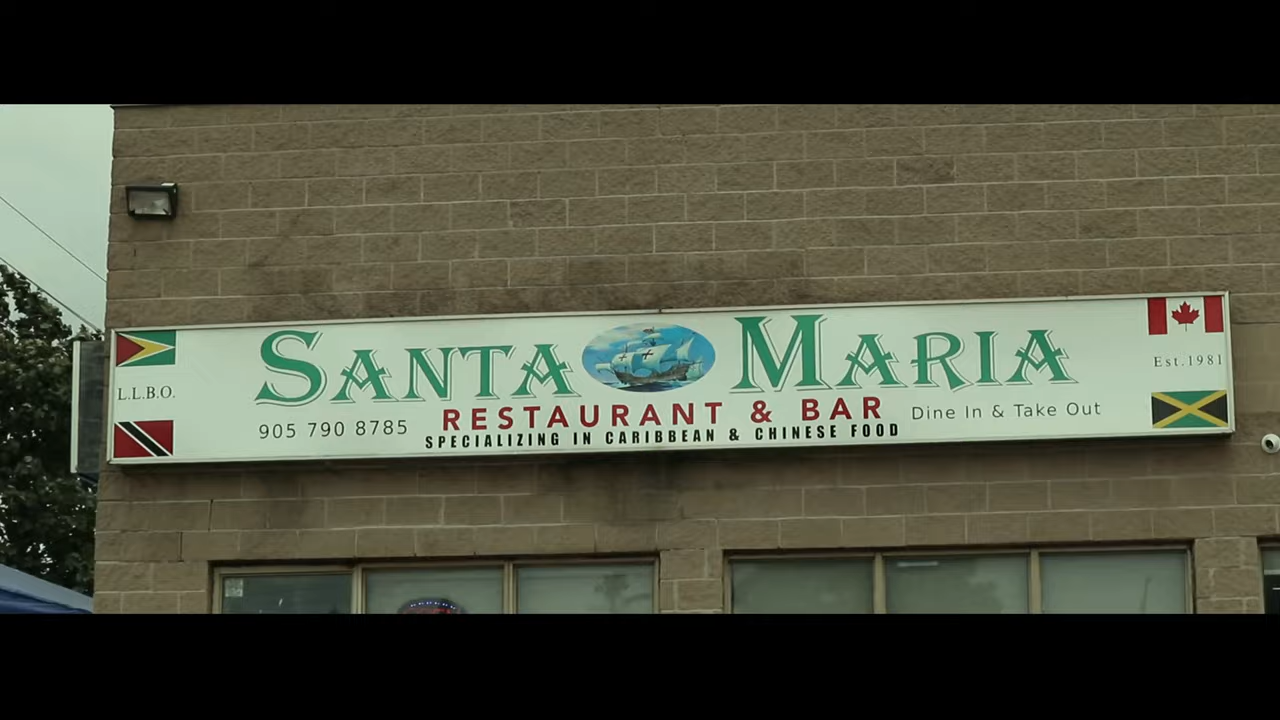 SANTA MARIA
L.L.B.O.
Est.1981
905 790 8785
RESTAURANT & BAR
Dine In & Take Out
SPECIALIZING IN CARIBBEAN & CHINESE FOOD